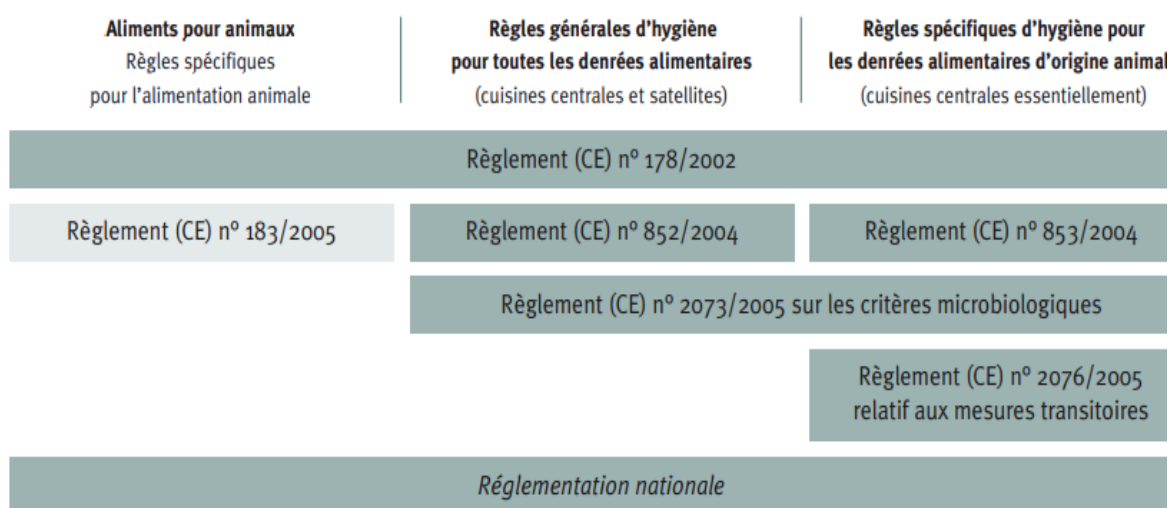 Aliments pour animaux
Règles spécifiques
pour l'alimentation animale
Règles générales d'hygiène
pour toutes les denrées alimentaires
(cuisines centrales et satellites)
Règles spécifiques d'hygiène pour
les denrées alimentaires d'origine animal
(cuisines centrales essentiellement)
Règlement (CE) nº 178/2002
Règlement (CE) nº 183/2005
Règlement (CE) nº 852/2004
Règlement (CE) nº 853/2004
Règlement (CE) nº 2073/2005 sur les critères microbiologiques
Règlement (CE) nº 2076/2005
relatif aux mesures transitoires
Réglementation nationale